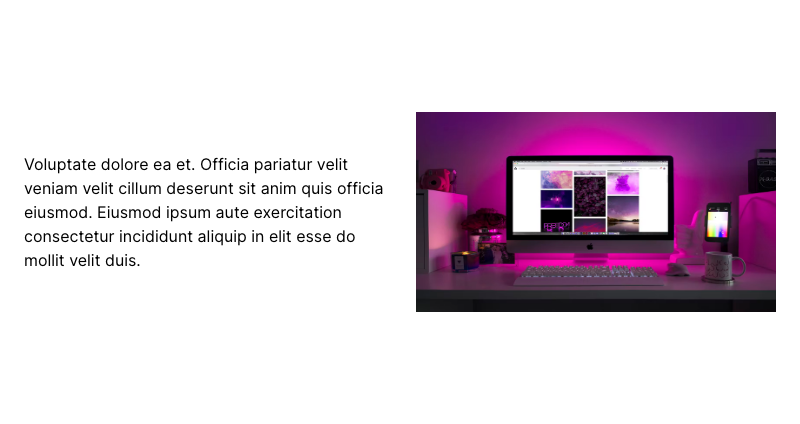 Voluptate dolore ea et. Officia pariatur velit
veniam velit cillum deserunt sit anim quis officia
eiusmod. Eiusmod ipsum aute exercitation
consectetur incididunt aliquip in elit esse do
mollit velit duis.